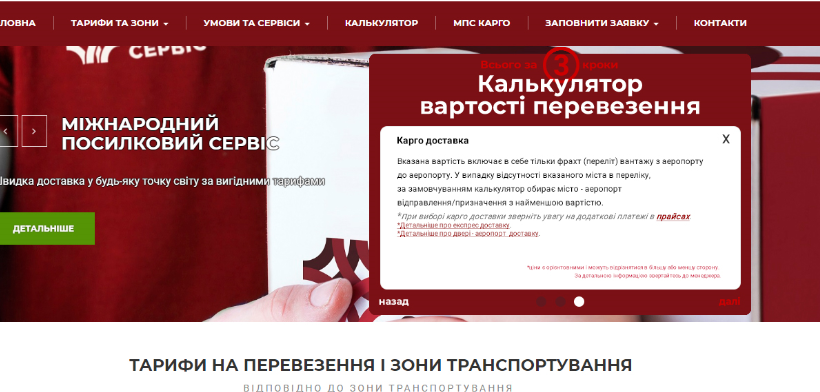 ЛОВНА
ТАРИФИ ТА ЗОНИ
УМОВИ ТА СЕРВІСИ
КАЛЬКУЛЯТОР
МПС КАРГО
ЗАПОВНИТИ ЗАЯВКУ
КОНТАКТИ
СЕРВІС
МІЖНАРОДНИЙ
ПОСИЛКОВИЙ СЕРВІС
Швидка доставка у будь-яку точку світу за вигідними тарифами
ДЕТАЛЬНІШЕ
Всього за 3 кроки
Калькулятор
вартості перевезення
Карго доставка X
Вказана вартість включає в себе тільки фрахт (переліт) вантажу з аеропорту
до аеропорту. У випадку відсутності вказаного міста в переліку,
за замовчуванням калькулятор обирає місто - аеропорт
відправлення/призначення з найменшою вартістю.
*При виборі карго доставки зверніть увагу на додаткові платежі в прайсах.
*Детальніше про експрес доставку.
*Детальніше про двері - аеропорт доставку.
*ціни є орієнтовними і можуть відрізнятися в більшу або меншу сторону.
За детальною інформацією звертайтесь до менеджера.
назад
далі
ТАРИФИ НА ПЕРЕВЕЗЕННЯ І ЗОНИ ТРАНСПОРТУВАННЯ
ВІДПОВІДНО ДО ЗОНИ ТРАНСПОРТУВАННЯ